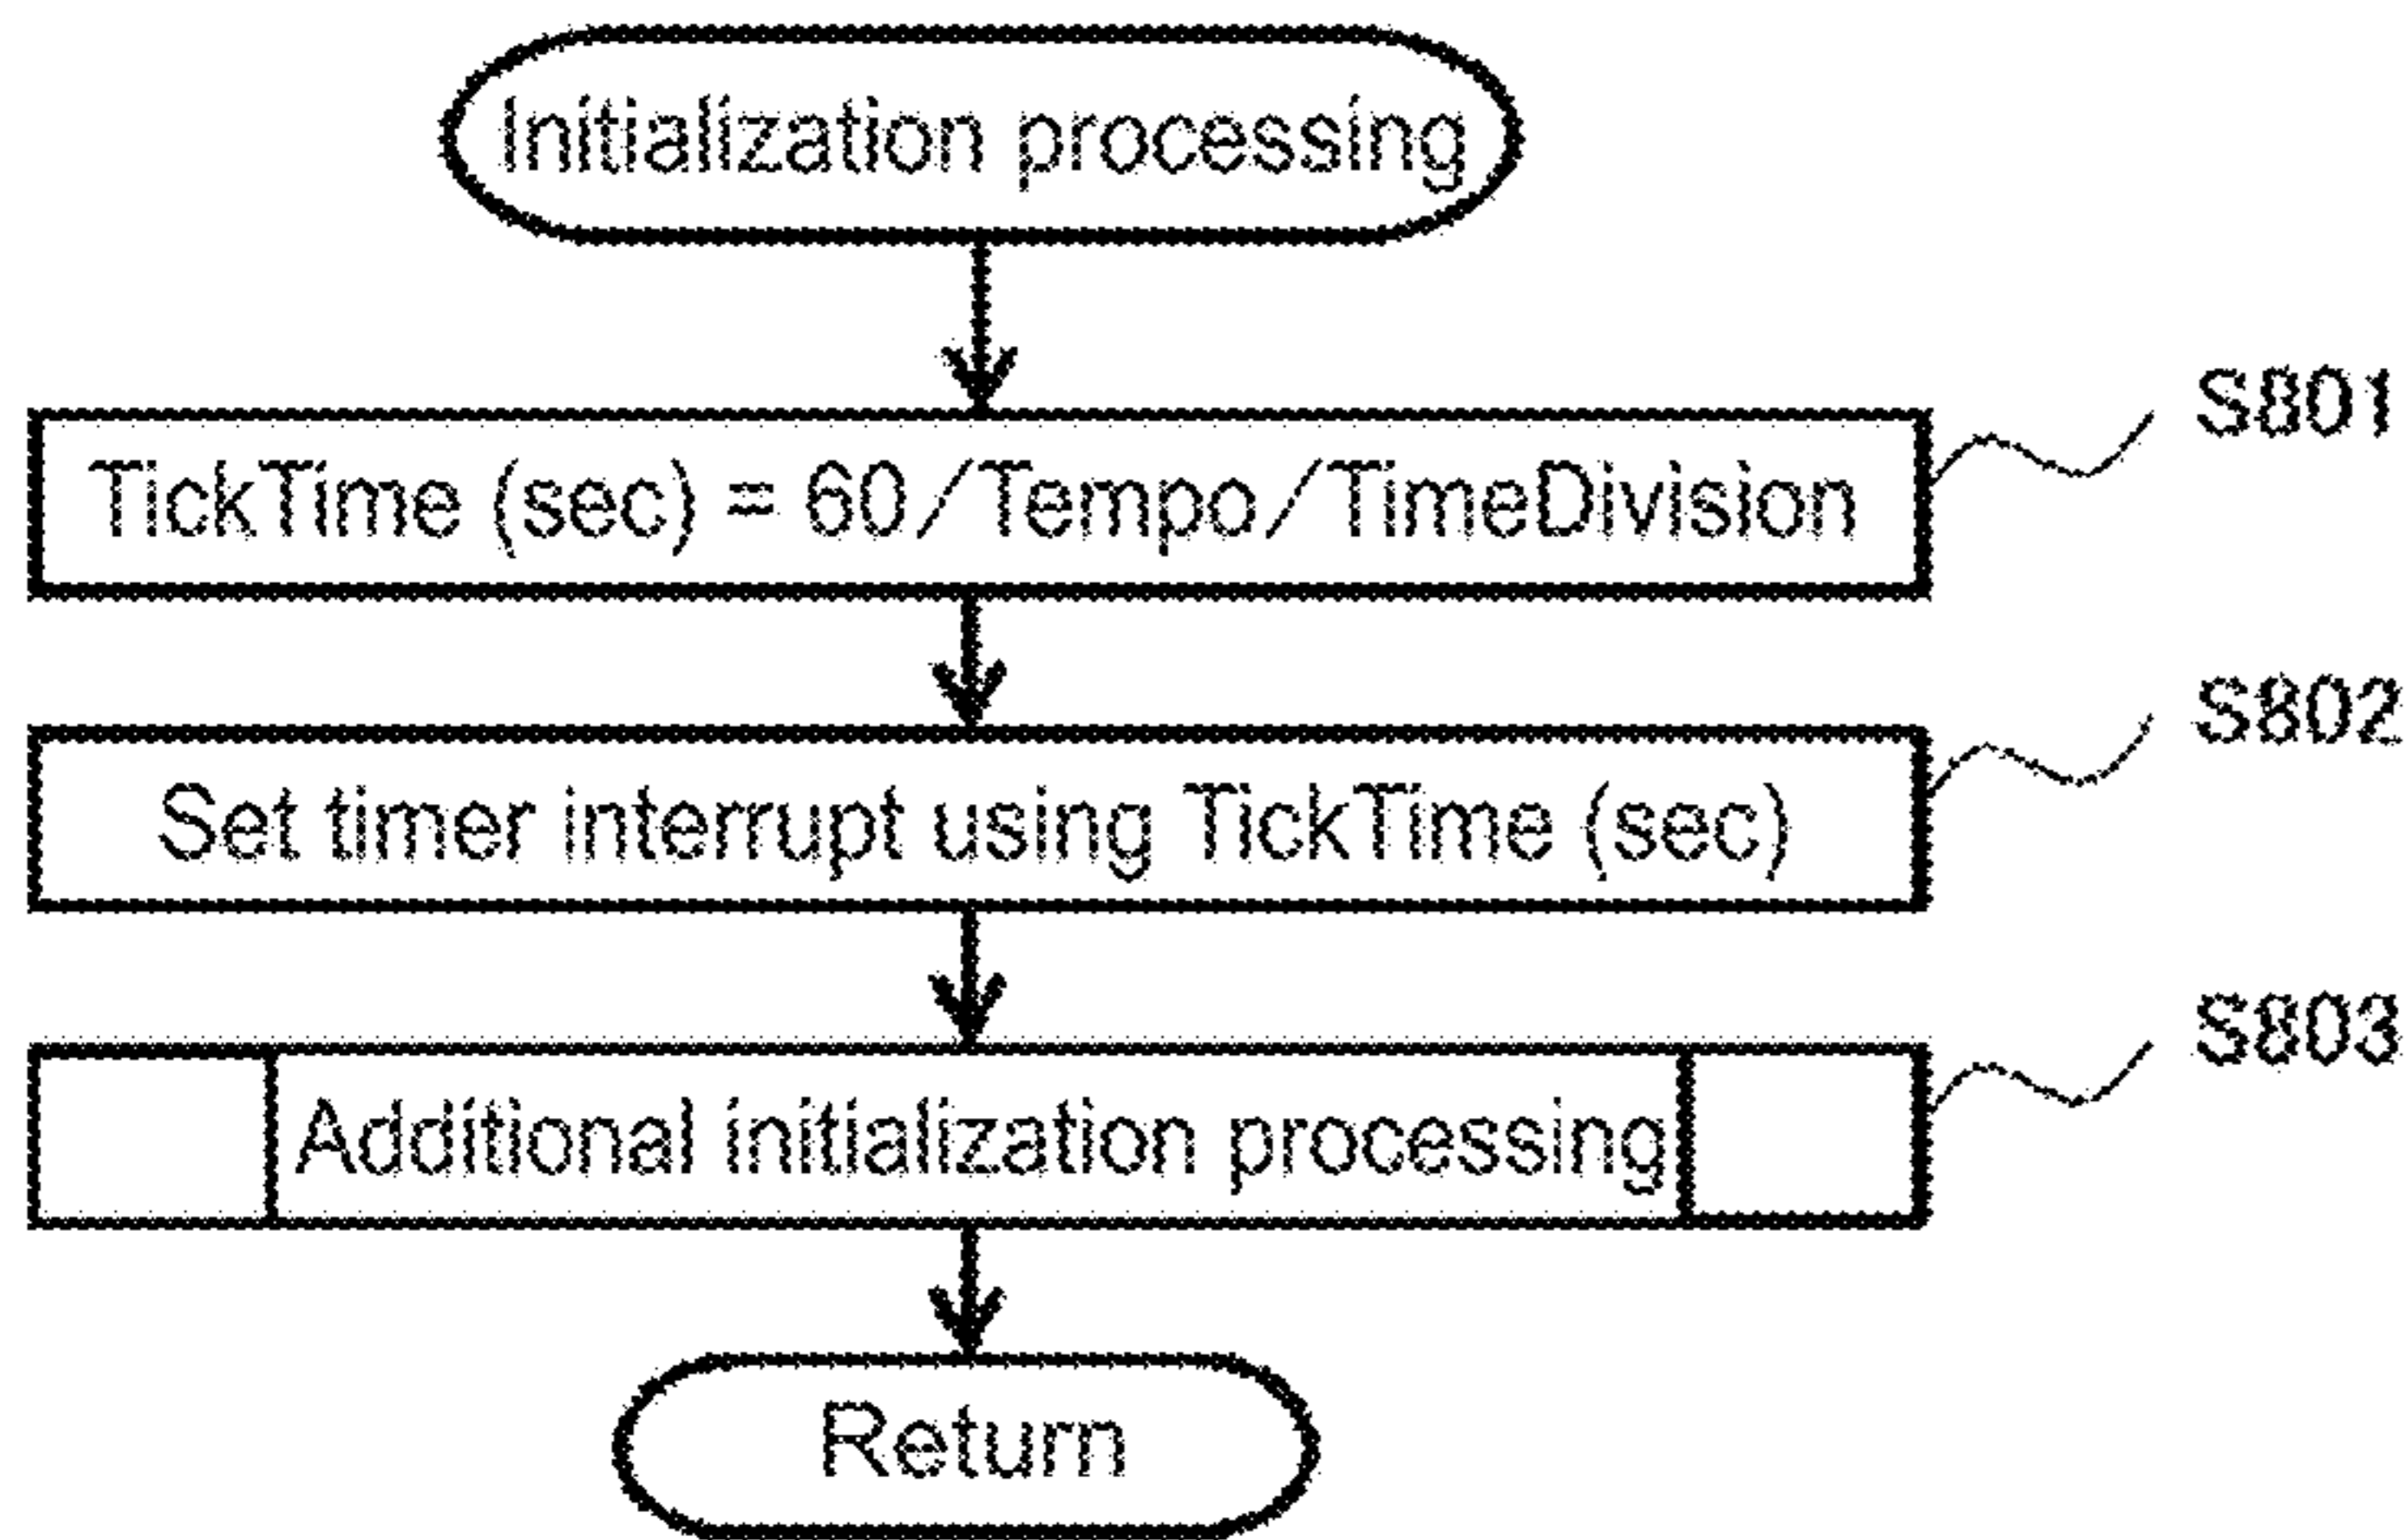 Initialization processing
S801
TickTime (sec) = 60/Tempo/TimeDivision
S802
Set timer interrupt using TickTime (sec)
S803
Additional initialization processing
Return